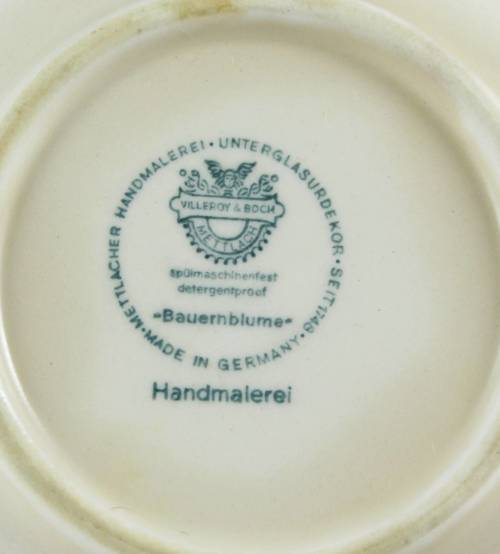 METTLACHER HANDMALEREI · UNTERGLASURDEKOR · SEIT 1748 · MADE IN GERMANY ·
VILLEROY & BOCH
METTLACH
spülmaschinenfest
detergentproof
-Bauernblume-
Handmalerei